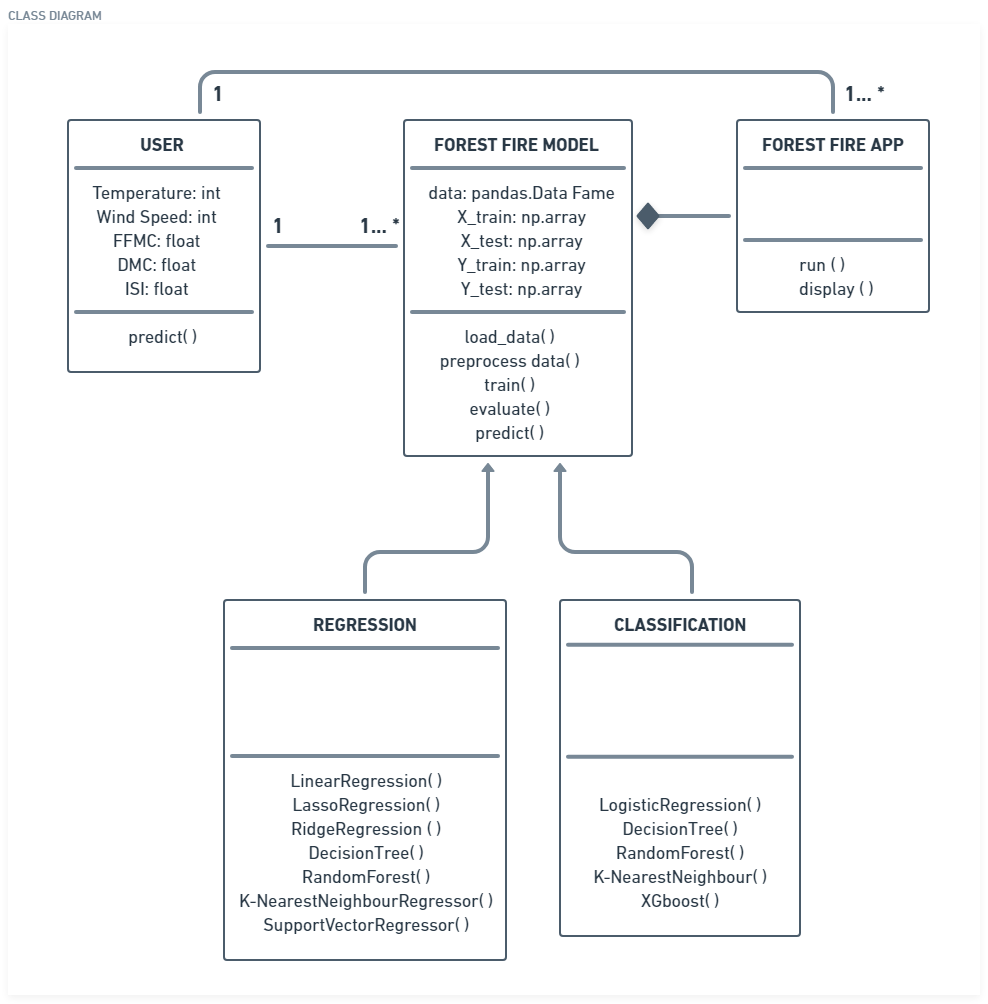 CLASS DIAGRAM
1
1... *
USER
Temperature: int
Wind Speed: int
FFMC: float
DMC: float
ISI: float
predict( )
1
1... *
FOREST FIRE MODEL
data: pandas.Data Fame
X_train: np.array
X_test: np.array
Y_train: np.array
Y_test: np.array
load_data( )
preprocess data( )
train( )
evaluate( )
predict( )
FOREST FIRE APP
run ( )
display ( )
REGRESSION
LinearRegression( )
LassoRegression( )
RidgeRegression ( )
DecisionTree( )
RandomForest( )
K-NearestNeighbourRegressor( )
SupportVectorRegressor( )
CLASSIFICATION
LogisticRegression( )
DecisionTree( )
RandomForest( )
K-NearestNeighbour( )
XGboost( )